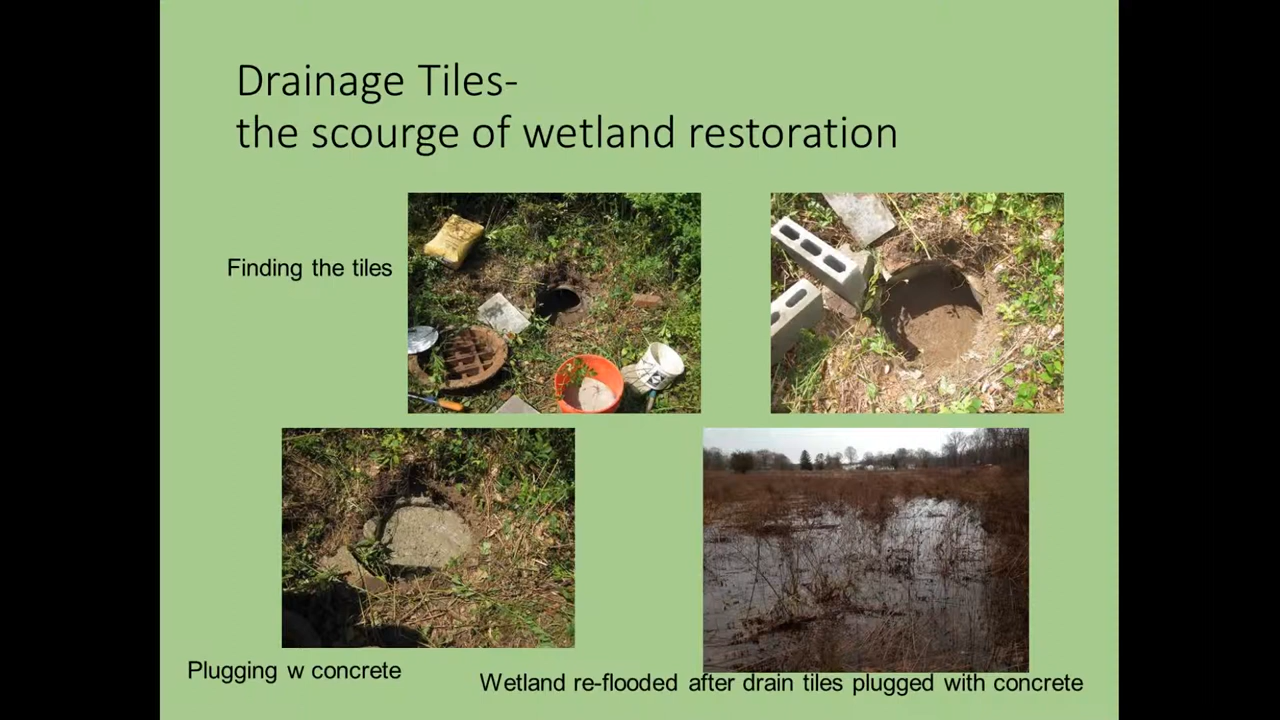 Drainage Tiles-
the scourge of wetland restoration
Finding the tiles
Plugging w concrete
Wetland re-flooded after drain tiles plugged with concrete